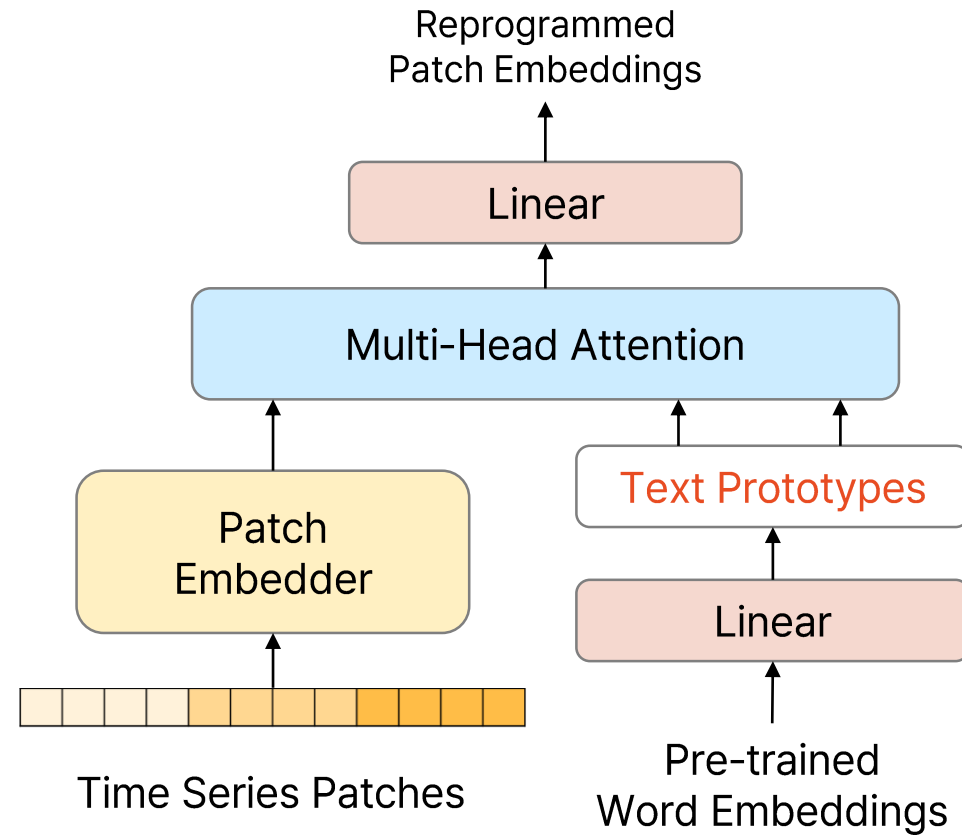 Reprogrammed
Patch Embeddings
Linear
Multi-Head Attention
Patch
Embedder
Text Prototypes
Linear
Time Series Patches
Pre-trained
Word Embeddings